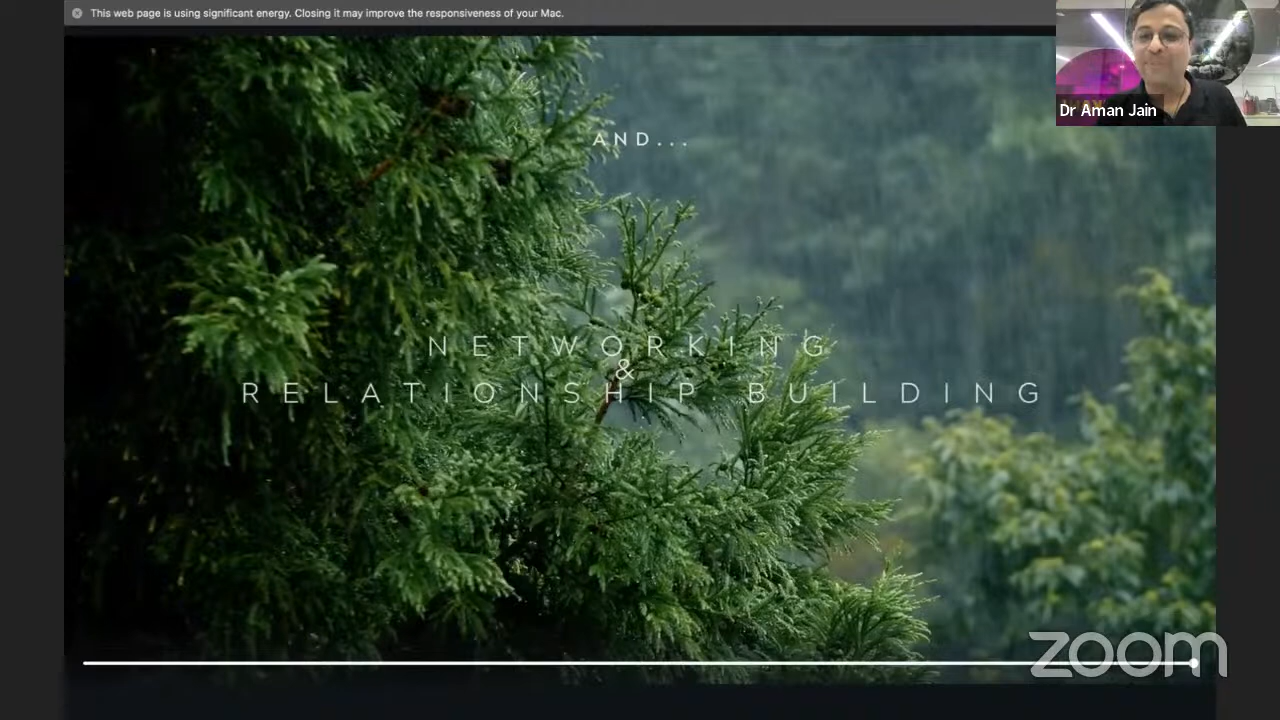 This web page is using significant energy. Closing it may improve the responsiveness of your Mac.
Dr Aman Jain
AND...
NETWORKING
&
RELATIONSHIP BUILDING
zoom